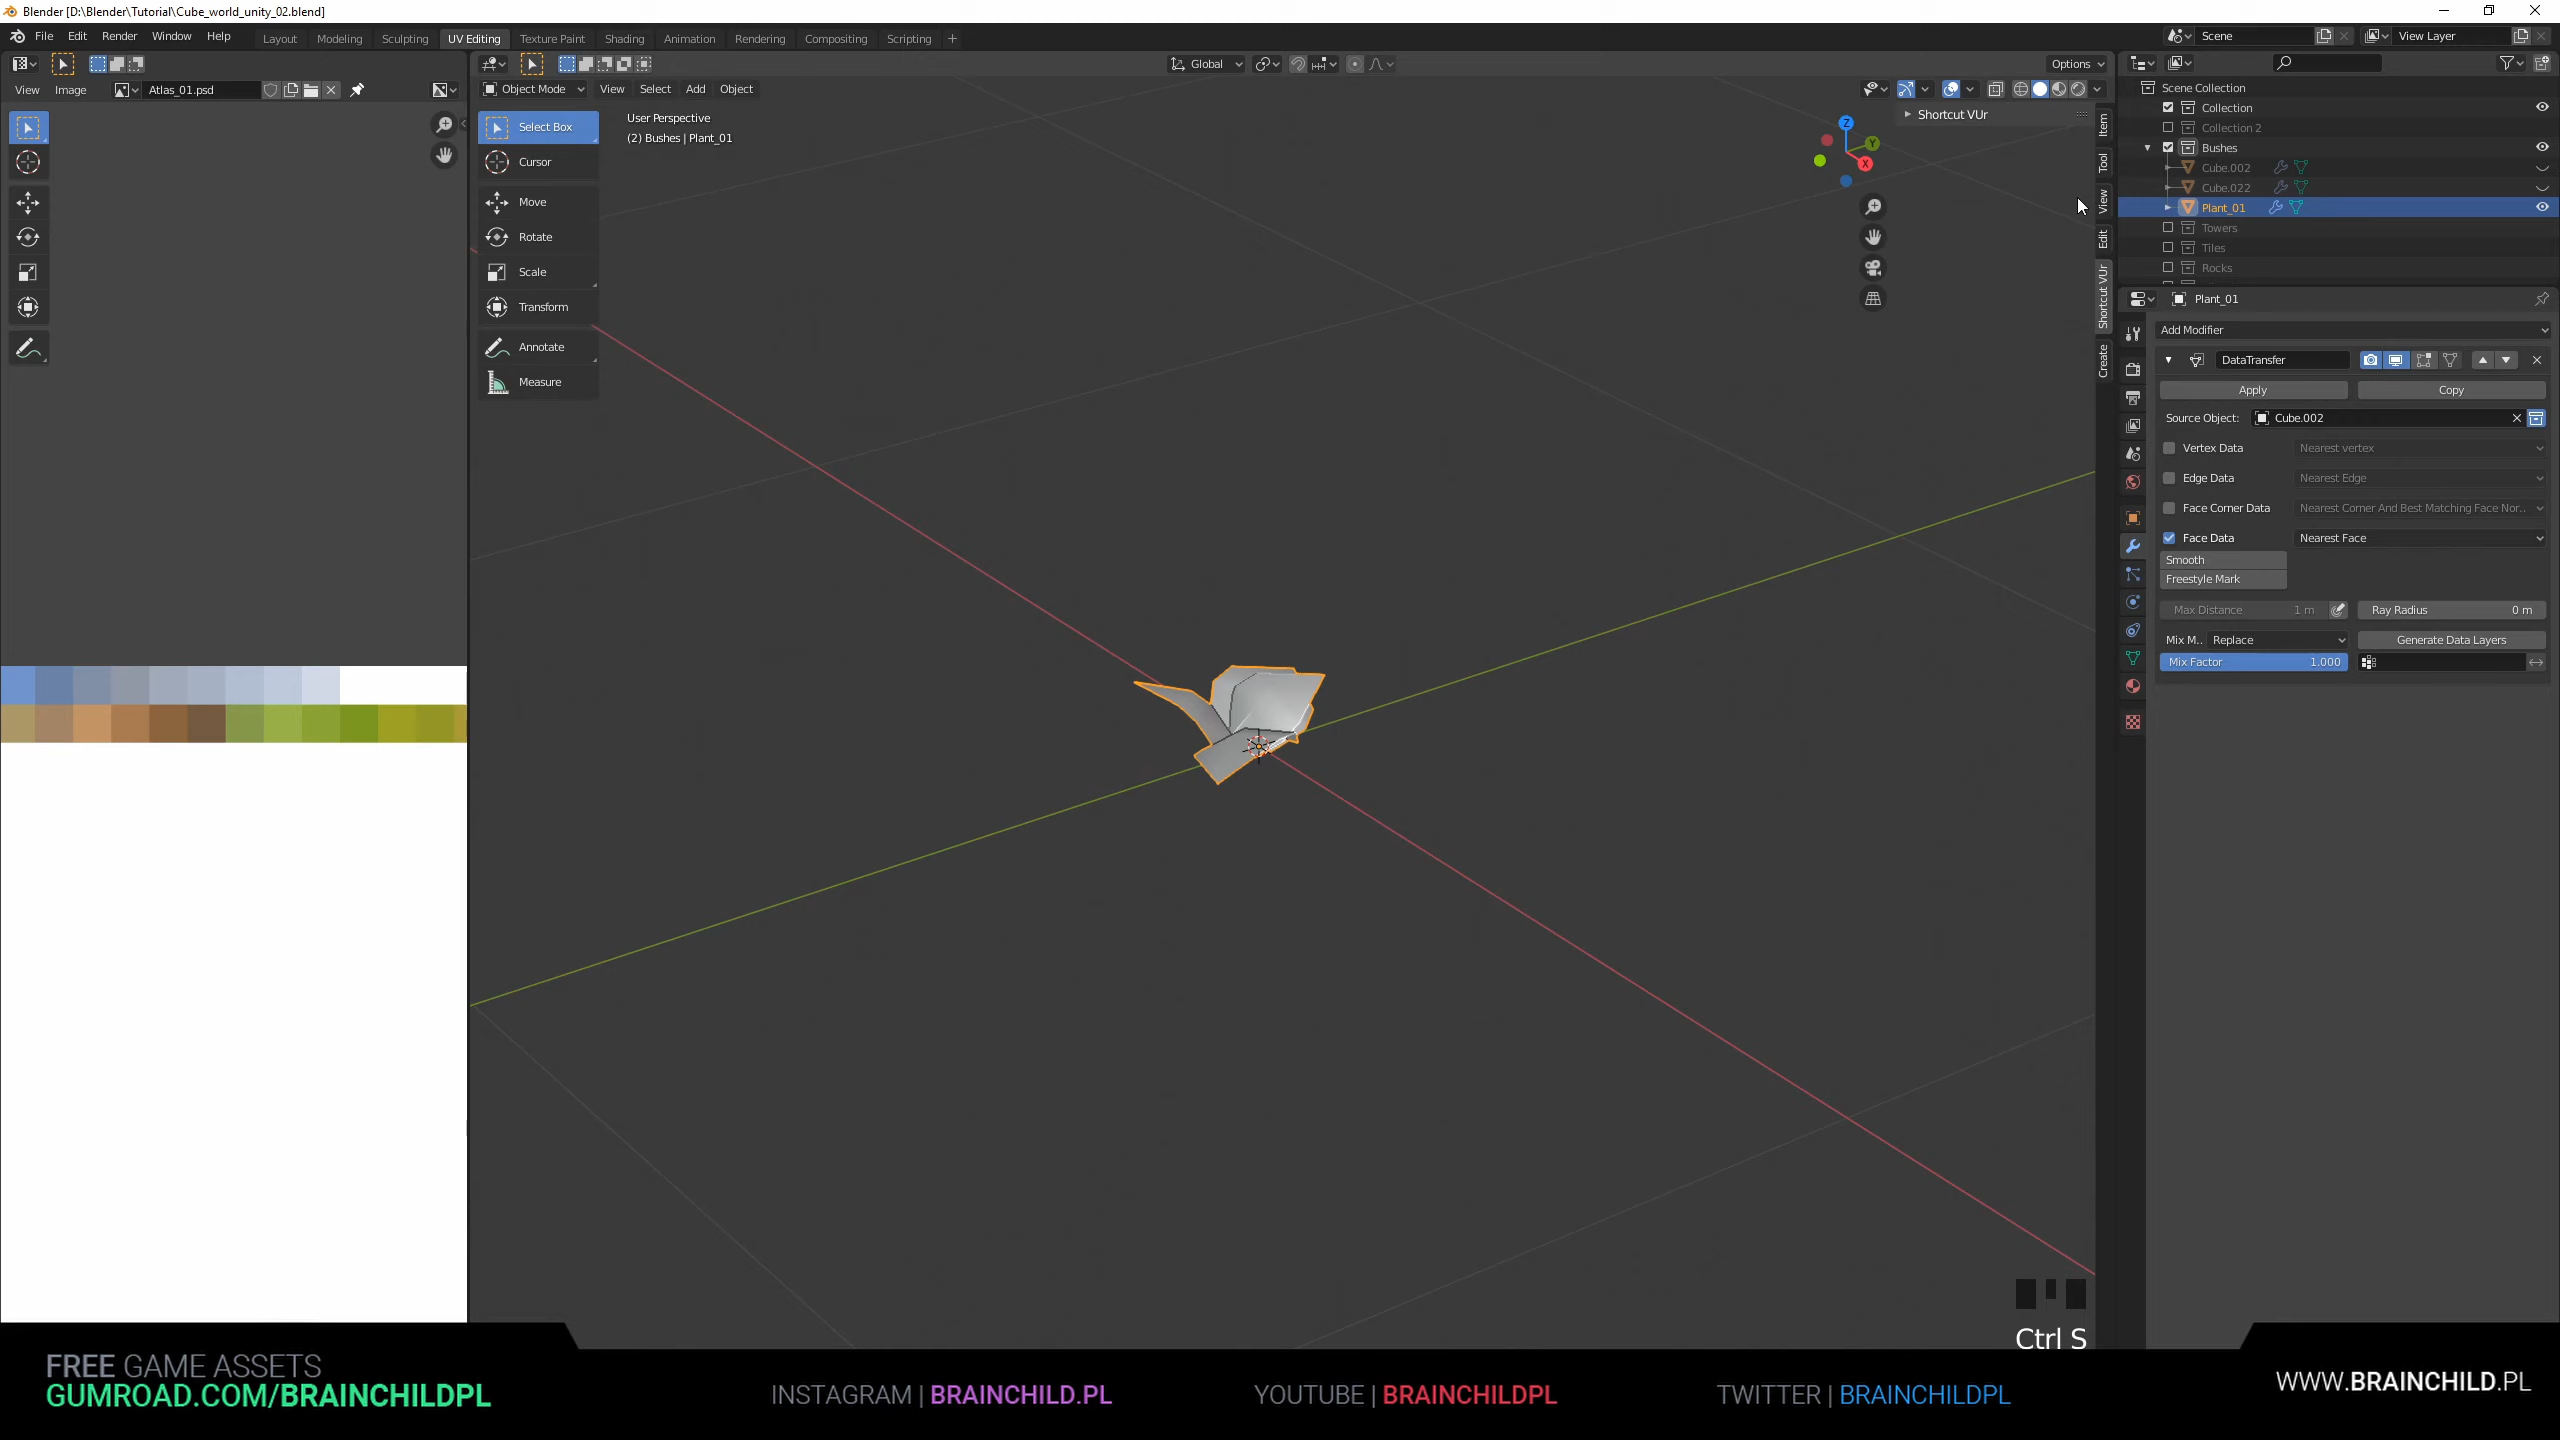 Blender [D:\Blender\Tutorial\Cube_world_unity_02.blend]
File Edit Render Window Help
Layout Modeling Sculpting UV Editing Texture Paint Shading Animation Rendering Compositing Scripting +
Scene View Layer
Global
Options
View Image Atlas_01.psd
Object Mode View Select Add Object
Select Box
Cursor
Move
Rotate
Scale
Transform
Annotate
Measure
User Perspective
(2) Bushes | Plant_01
Shortcut VUr
Z
Y
X
Item
Tool
View
Edit
Shortcut VUr
Create
Scene Collection
Collection
Collection 2
Bushes
Cube.002
Cube.022
Plant_01
Towers
Tiles
Rocks
Plant_01
Add Modifier
DataTransfer
Apply Copy
Source Object: Cube.002
Vertex Data Nearest vertex
Edge Data Nearest Edge
Face Corner Data Nearest Corner And Best Matching Face Nor..
Face Data Nearest Face
Smooth
Freestyle Mark
Max Distance 1 m Ray Radius 0 m
Mix M.. Replace Generate Data Layers
Mix Factor 1.000
Ctrl S
FREE GAME ASSETS
GUMROAD.COM/BRAINCHILDPL
INSTAGRAM | BRAINCHILD.PL
YOUTUBE | BRAINCHILDPL
TWITTER | BRAINCHILDPL
WWW.BRAINCHILD.PL